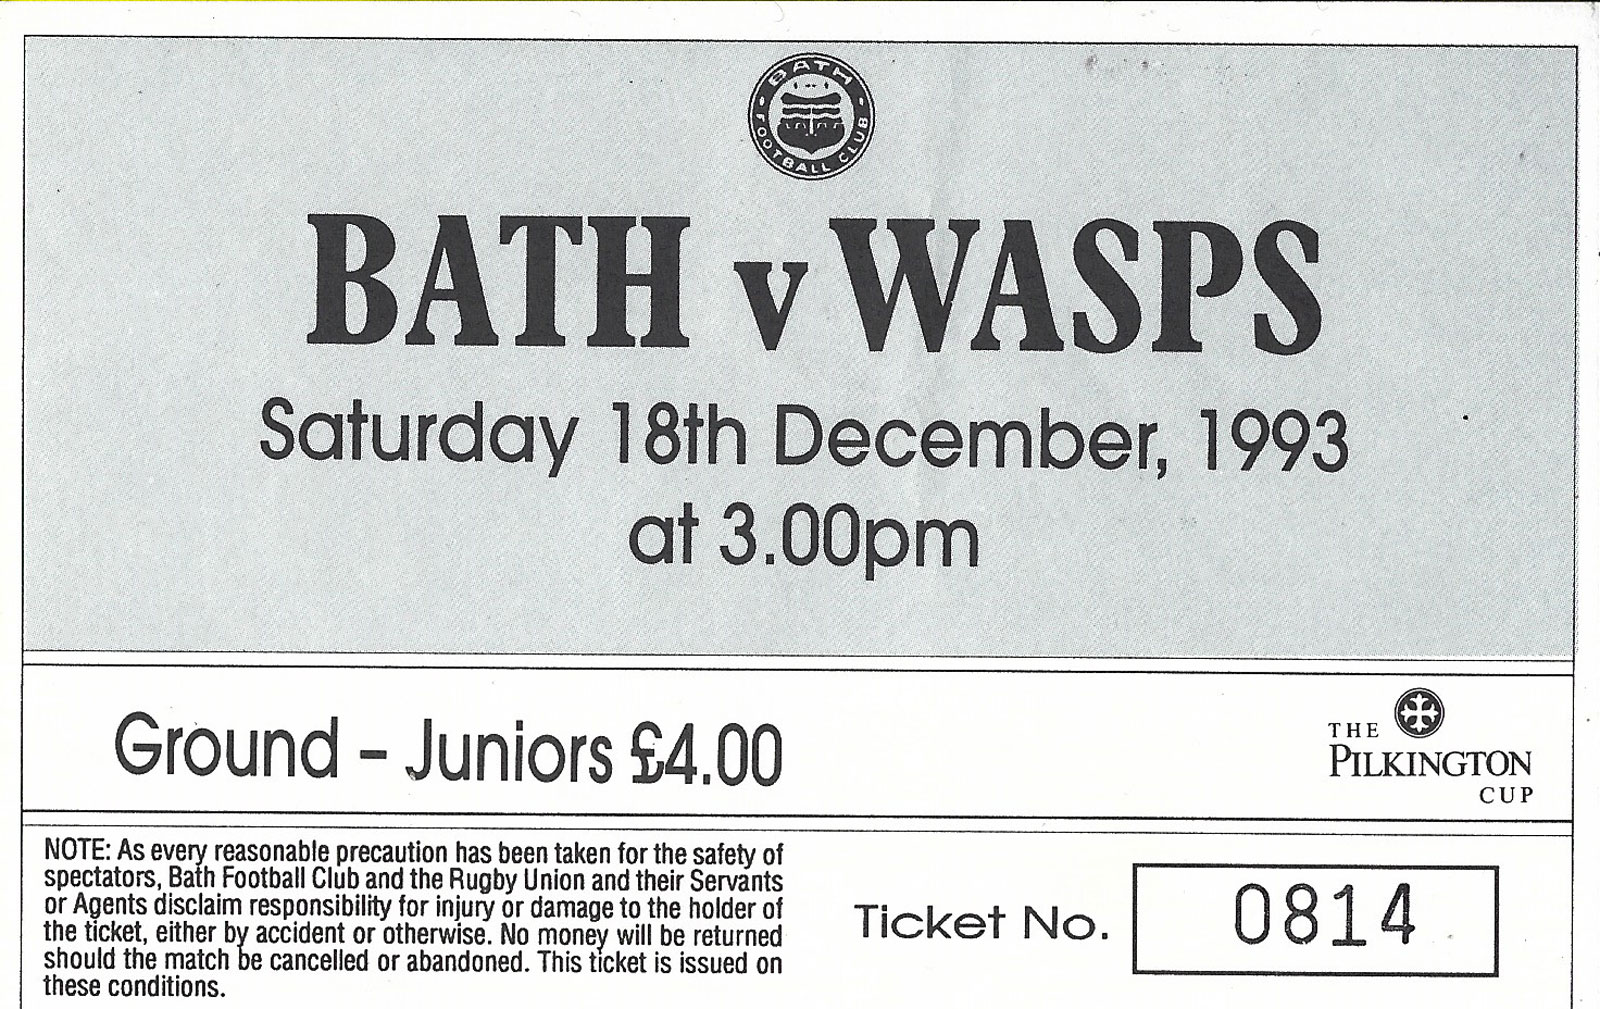 BATH
FOOTBALL CLUB
BATH v WASPS
Saturday 18th December, 1993
at 3.00pm
Ground - Juniors £4.00
THE
PILKINGTON
CUP
NOTE: As every reasonable precaution has been taken for the safety of
spectators, Bath Football Club and the Rugby Union and their Servants
or Agents disclaim responsibility for injury or damage to the holder of
the ticket, either by accident or otherwise. No money will be returned
should the match be cancelled or abandoned. This ticket is issued on
these conditions.
Ticket No. 0814